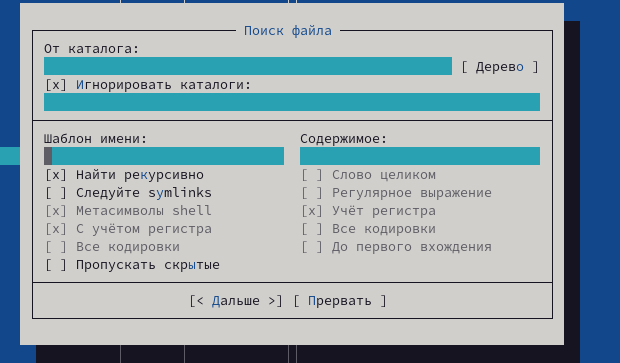 Поиск файла
От каталога:
[ Дерево ]
[x] Игнорировать каталоги:
Шаблон имени: Содержимое:
[x] Найти рекурсивно [ ] Слово целиком
[ ] Следуйте symlinks [ ] Регулярное выражение
[x] Метасимволы shell [x] Учёт регистра
[x] С учётом регистра [ ] Все кодировки
[ ] Все кодировки [ ] До первого вхождения
[ ] Пропускать скрытые
[< Дальше >] [ Прервать ]